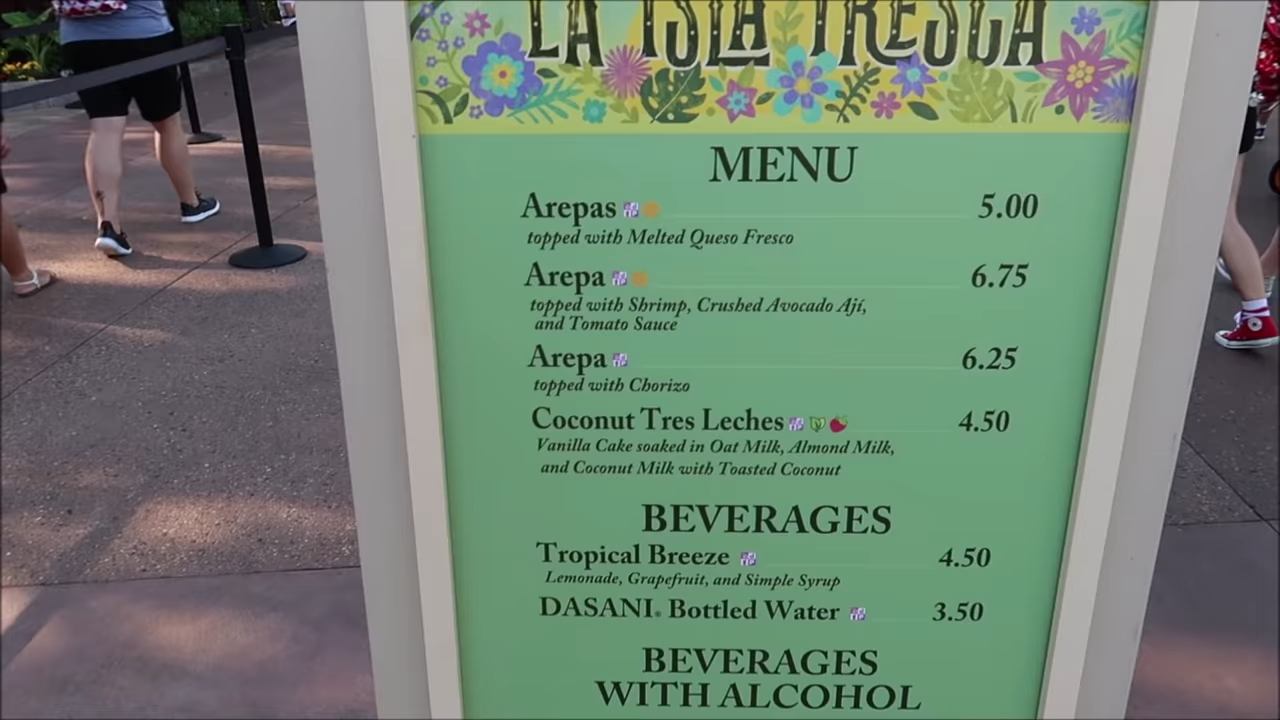 LA ISLA FRESCA
MENU
Arepas 5.00
topped with Melted Queso Fresco
Arepa 6.75
topped with Shrimp, Crushed Avocado Ají,
and Tomato Sauce
Arepa 6.25
topped with Chorizo
Coconut Tres Leches 4.50
Vanilla Cake soaked in Oat Milk, Almond Milk,
and Coconut Milk with Toasted Coconut
BEVERAGES
Tropical Breeze 4.50
Lemonade, Grapefruit, and Simple Syrup
DASANI® Bottled Water 3.50
BEVERAGES
WITH ALCOHOL